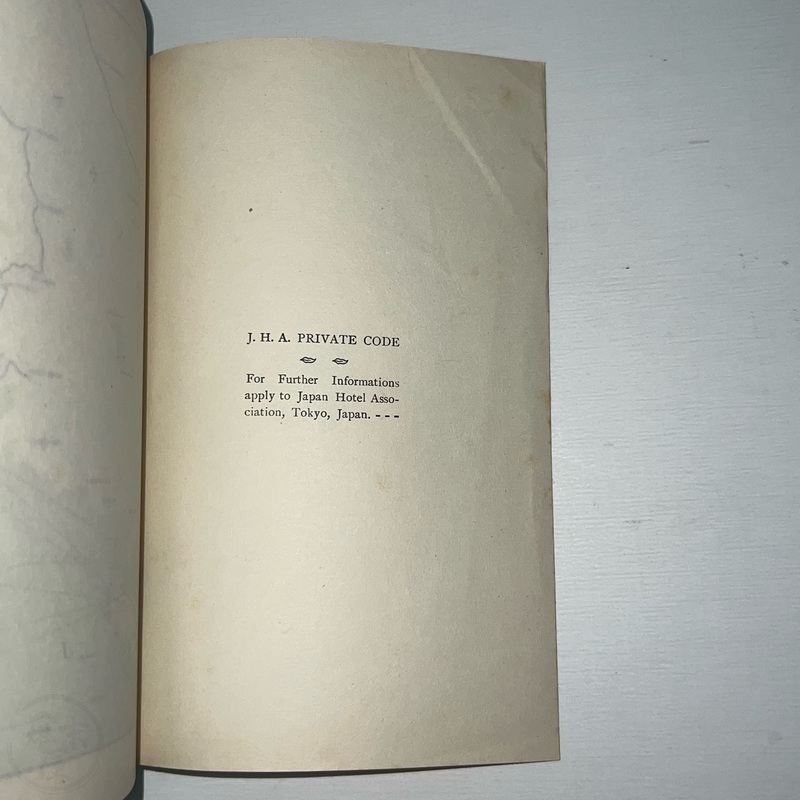 J. H. A. PRIVATE CODE
For Further Informations
apply to Japan Hotel Asso-
ciation, Tokyo, Japan. - - -